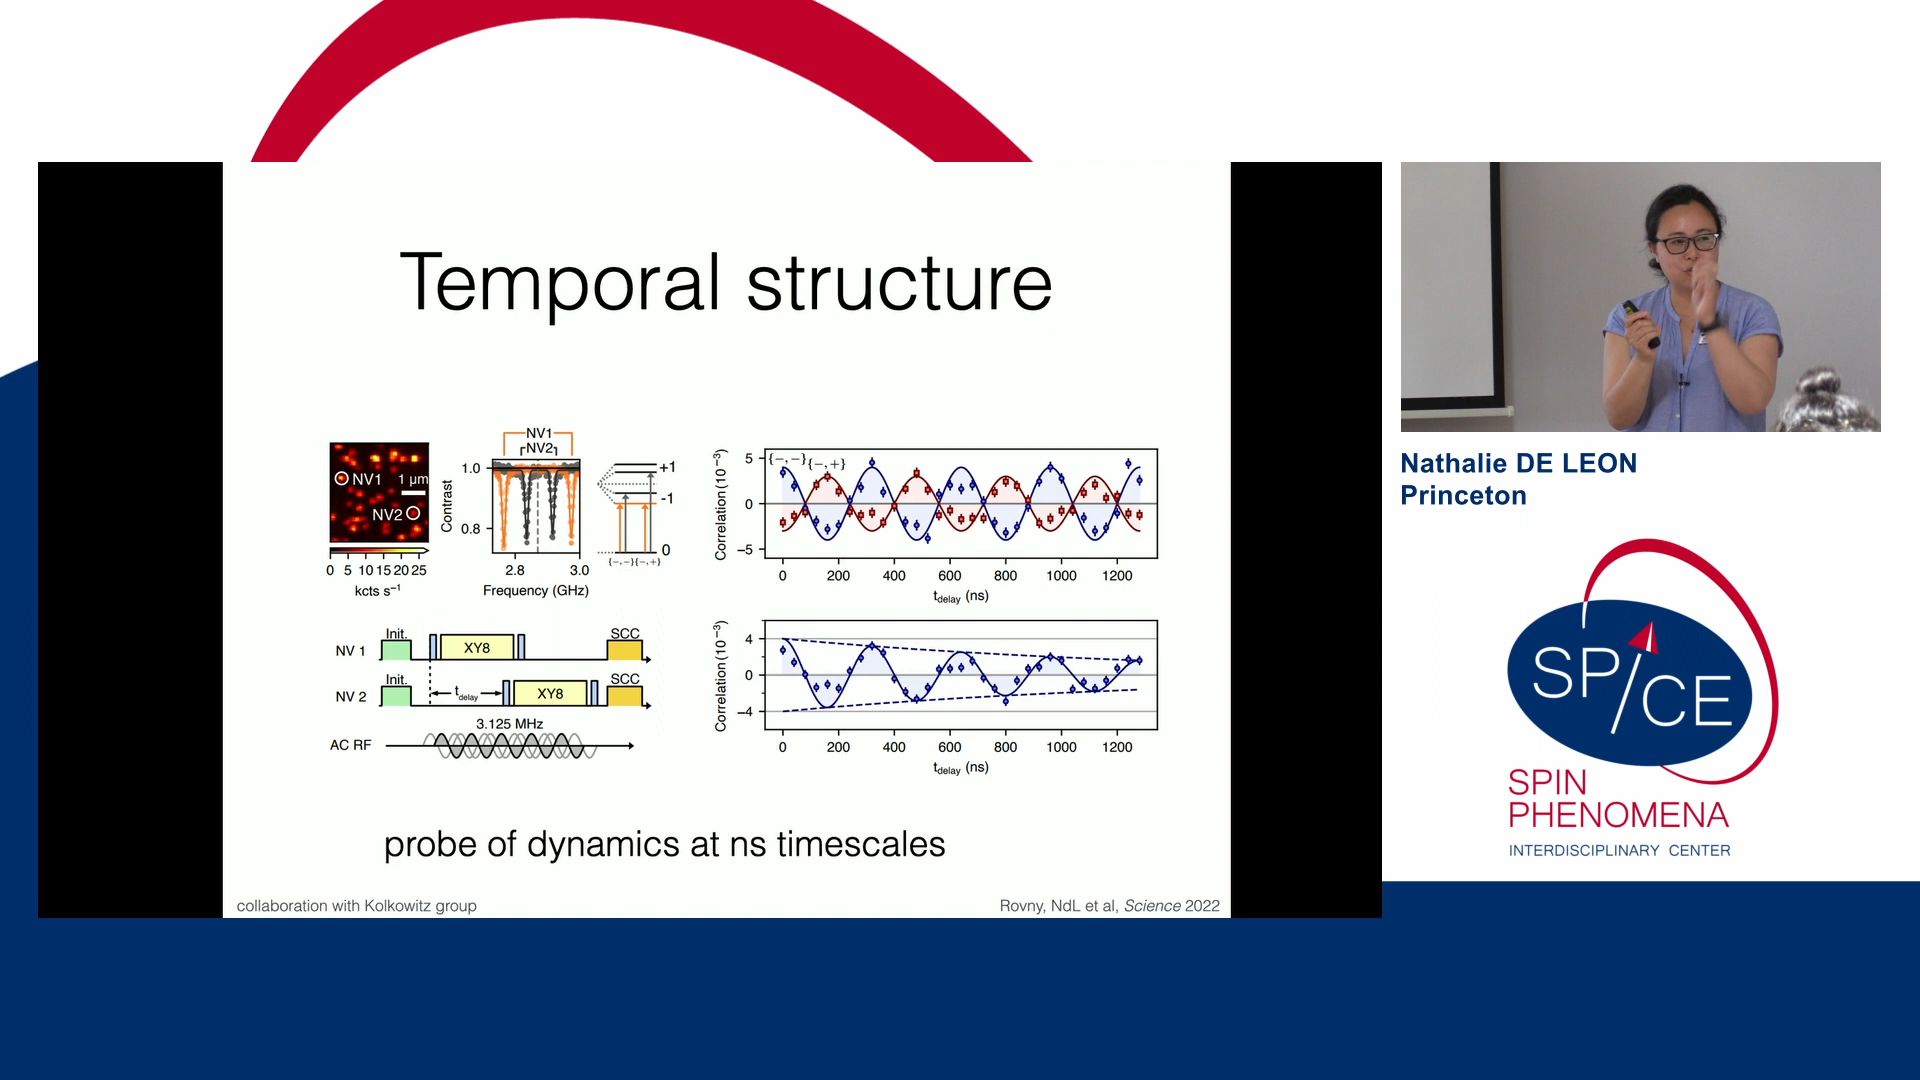 Temporal structure
NV1
NV2
1 μm
0 5 10 15 20 25
kcts s⁻¹
NV1
NV2
1.0
0.8
Contrast
2.8 3.0
Frequency (GHz)
+1
-1
0
{−,−}{−,+}
Correlation (10⁻³)
5
0
−5
{−,−}
{−,+}
0 200 400 600 800 1000 1200
tdelay (ns)
NV 1
Init.
XY8
SCC
NV 2
Init.
tdelay
XY8
SCC
3.125 MHz
AC RF
Correlation (10⁻³)
4
0
−4
0 200 400 600 800 1000 1200
tdelay (ns)
probe of dynamics at ns timescales
collaboration with Kolkowitz group
Rovny, NdL et al, Science 2022
Nathalie DE LEON
Princeton
SP/CE
SPIN
PHENOMENA
INTERDISCIPLINARY CENTER